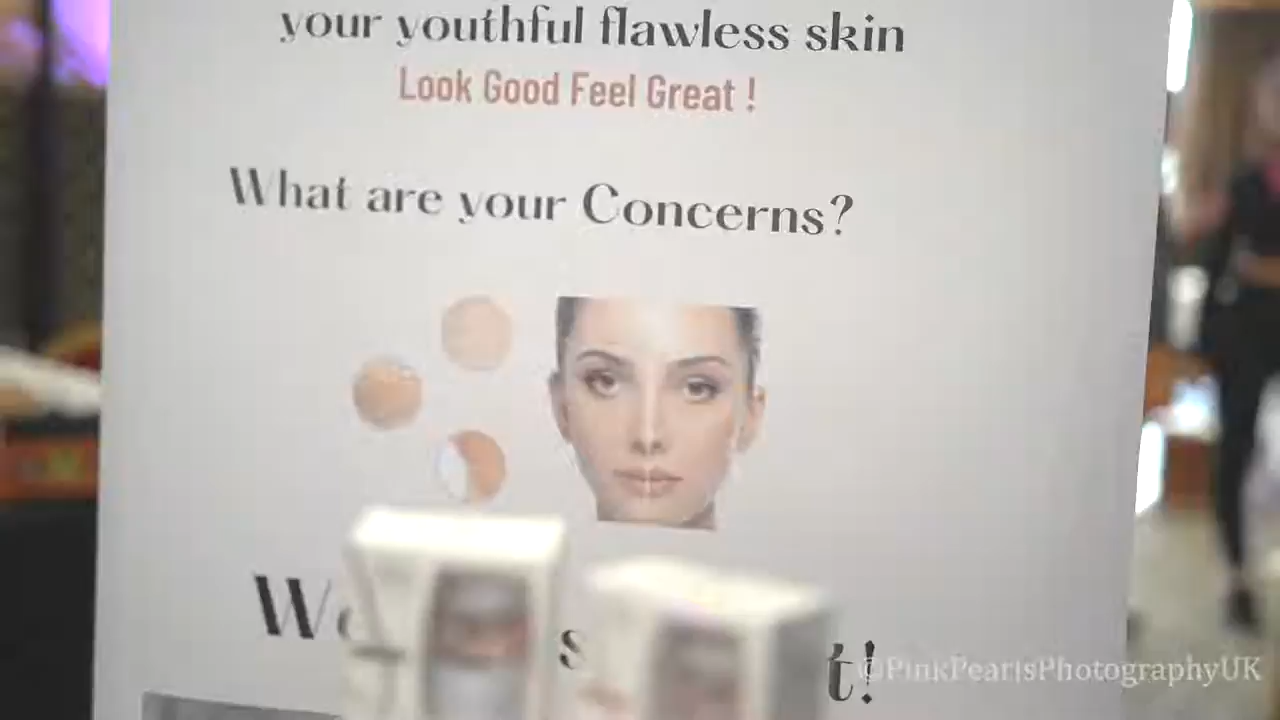 your youthful flawless skin
Look Good Feel Great !
What are your Concerns?
©PinkPearlsPhotographyUK